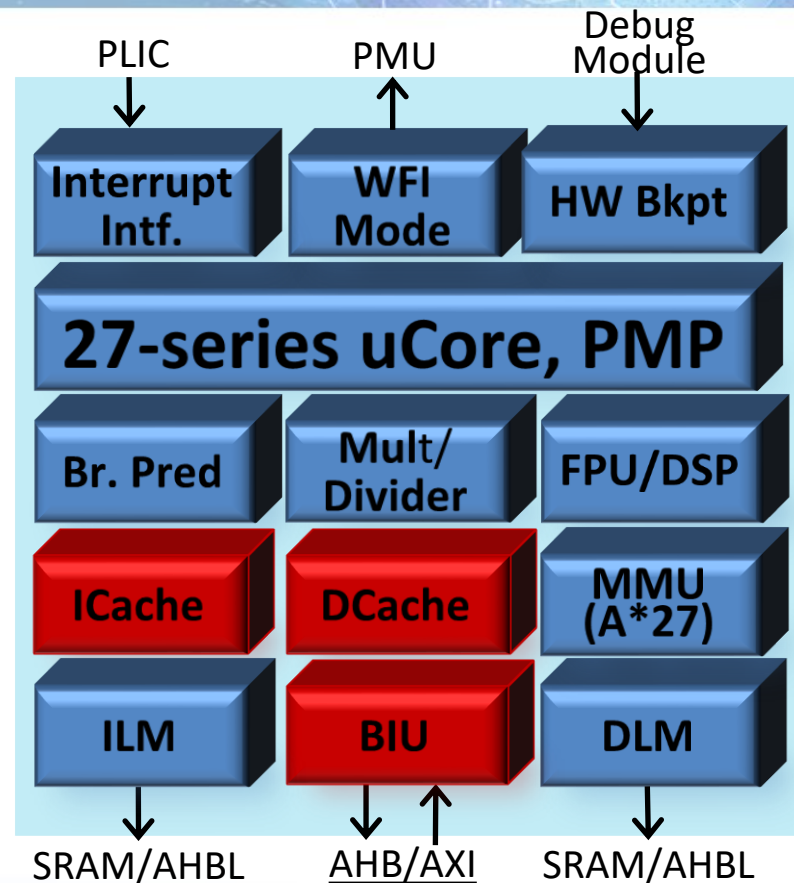 PLIC
PMU
Debug
Module
Interrupt
Intf.
WFI
Mode
HW Bkpt
27-series uCore, PMP
Br. Pred
Mult/
Divider
FPU/DSP
ICache
DCache
MMU
(A*27)
ILM
BIU
DLM
SRAM/AHBL
AHB/AXI
SRAM/AHBL